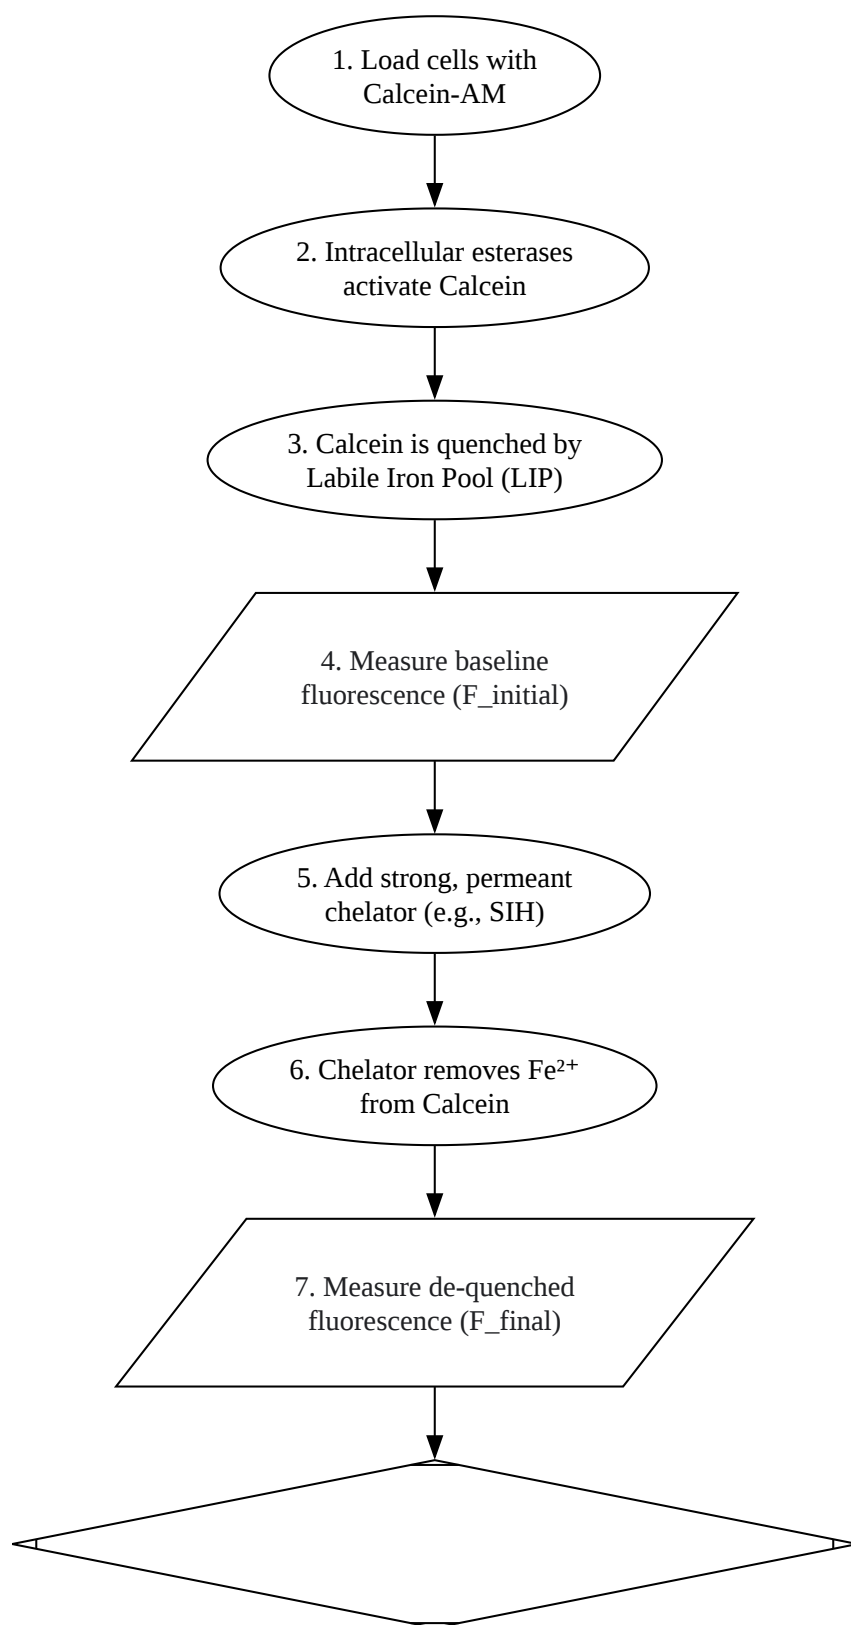 1. Load cells with
Calcein-AM
2. Intracellular esterases
activate Calcein
3. Calcein is quenched by
Labile Iron Pool (LIP)
4. Measure baseline
fluorescence (F_initial)
5. Add strong, permeant
chelator (e.g., SIH)
6. Chelator removes Fe²⁺
from Calcein
7. Measure de-quenched
fluorescence (F_final)